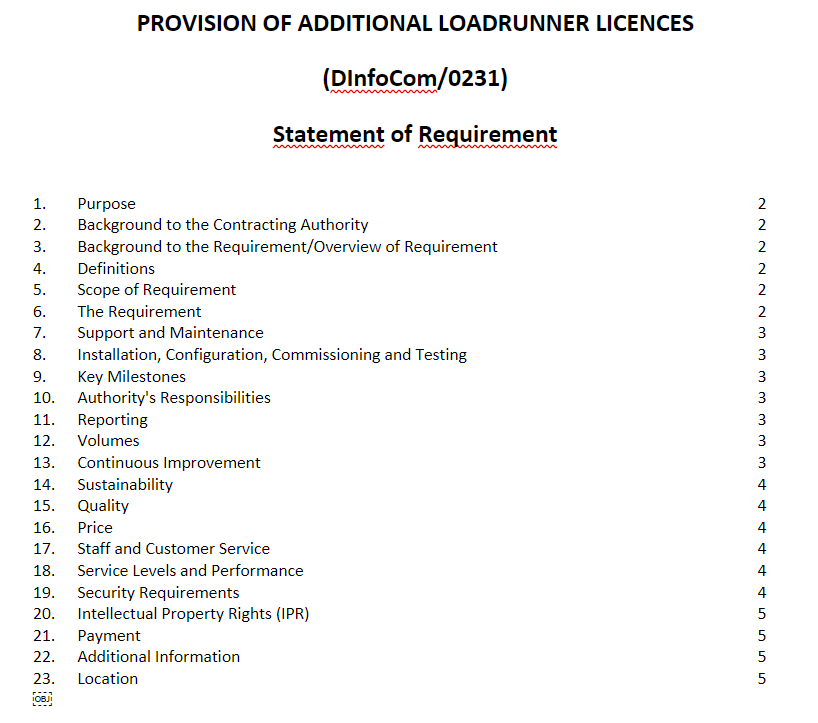 PROVISION OF ADDITIONAL LOADRUNNER LICENCES
(DInfoCom/0231)
Statement of Requirement
1. Purpose 2
2. Background to the Contracting Authority 2
3. Background to the Requirement/Overview of Requirement 2
4. Definitions 2
5. Scope of Requirement 2
6. The Requirement 2
7. Support and Maintenance 3
8. Installation, Configuration, Commissioning and Testing 3
9. Key Milestones 3
10. Authority's Responsibilities 3
11. Reporting 3
12. Volumes 3
13. Continuous Improvement 3
14. Sustainability 4
15. Quality 4
16. Price 4
17. Staff and Customer Service 4
18. Service Levels and Performance 4
19. Security Requirements 4
20. Intellectual Property Rights (IPR) 5
21. Payment 5
22. Additional Information 5
23. Location 5
OBJ